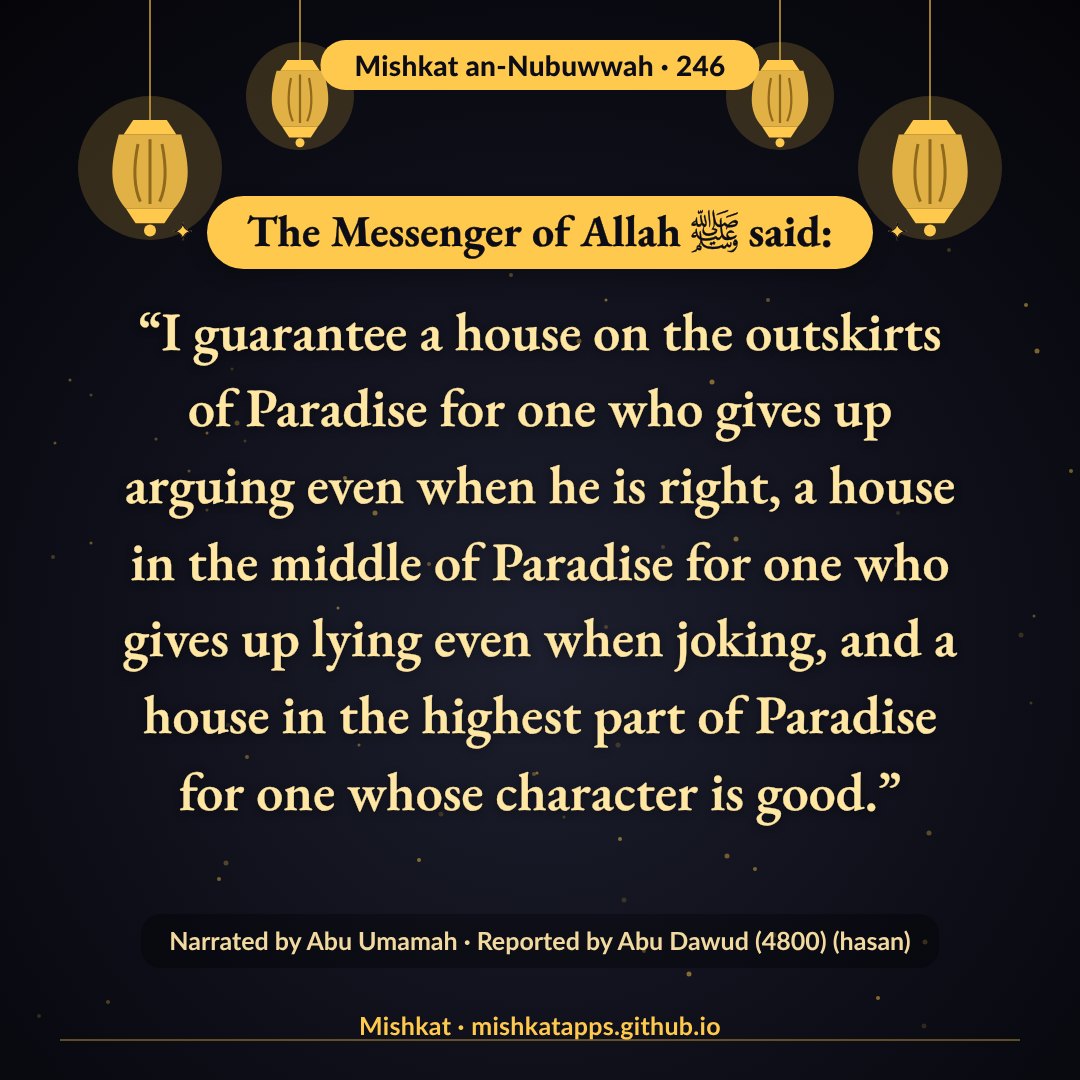 Mishkat an-Nubuwwah · 246
The Messenger of Allah ﷺ said:
“I guarantee a house on the outskirts
of Paradise for one who gives up
arguing even when he is right, a house
in the middle of Paradise for one who
gives up lying even when joking, and a
house in the highest part of Paradise
for one whose character is good.”
Narrated by Abu Umamah · Reported by Abu Dawud (4800) (hasan)
Mishkat · mishkatapps.github.io